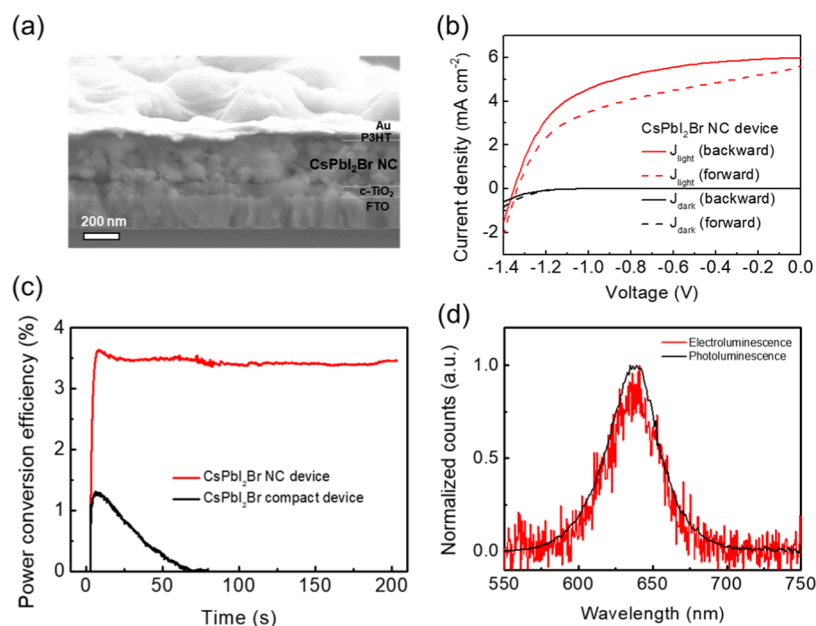 (a)
Au
P3HT
CsPbI₂Br NC
c-TiO₂
FTO
200 nm
(b)
Current density (mA cm⁻²)
6
4
2
0
-2
-1.4 -1.2 -1.0 -0.8 -0.6 -0.4 -0.2 0.0
Voltage (V)
CsPbI₂Br NC device
J_light (backward)
J_light (forward)
J_dark (backward)
J_dark (forward)
(c)
Power conversion efficiency (%)
4
3
2
1
0
0 50 100 150 200
Time (s)
CsPbI₂Br NC device
CsPbI₂Br compact device
(d)
Normalized counts (a.u.)
1.0
0.5
0.0
550 600 650 700 750
Wavelength (nm)
Electroluminescence
Photoluminescence